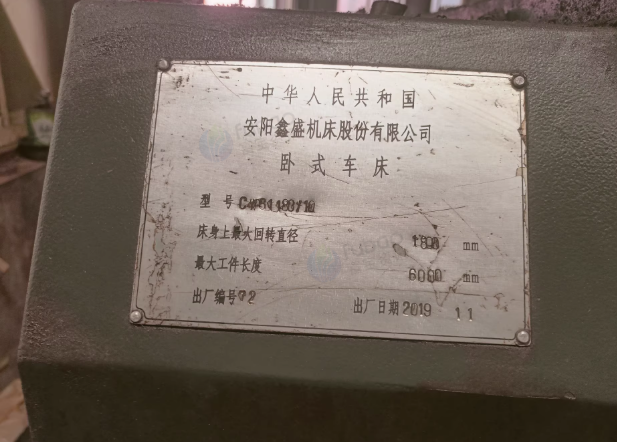 中华人民共和国
安阳鑫盛机床股份有限公司
卧式车床
型号
床身上最大回转直径 mm
最大工件长度 6000 mm
出厂编号 出厂日期 2019 11